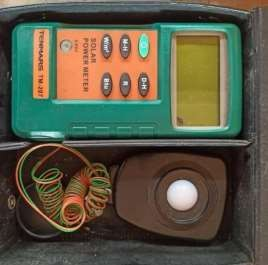 TENMARS TM-207
SOLAR
POWER METER
W/m²
M-H
Btu
D-H